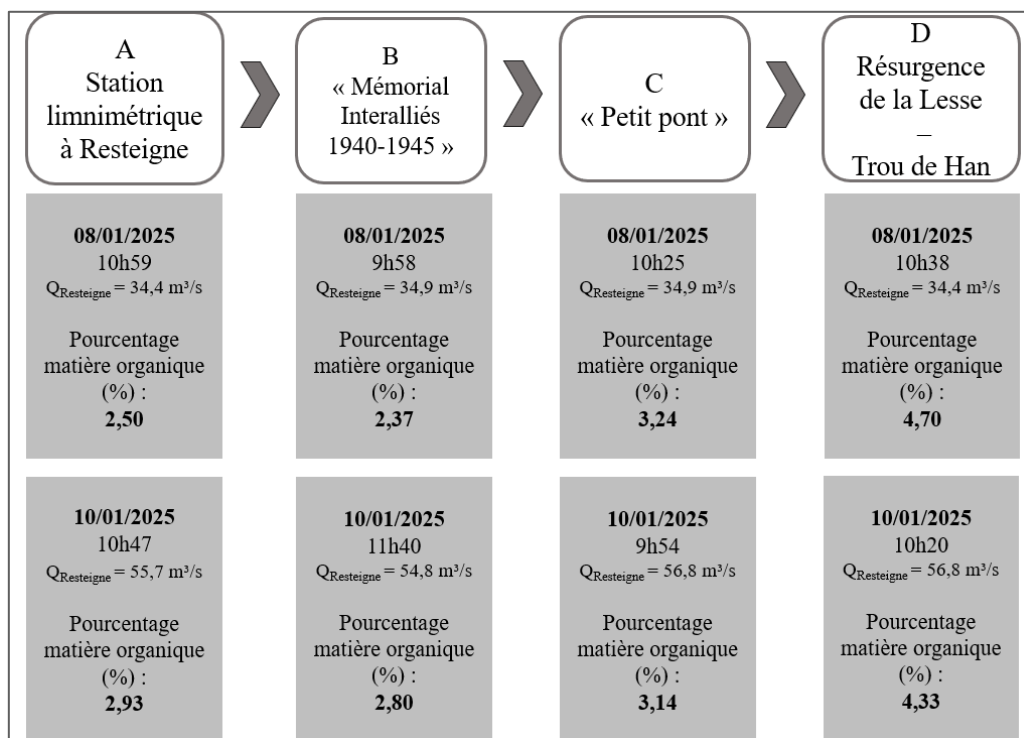 A
Station
limnimétrique
à Resteigne
B
« Mémorial
Interalliés
1940-1945 »
C
« Petit pont »
D
Résurgence
de la Lesse
–
Trou de Han
08/01/2025
10h59
QResteigne = 34,4 m³/s
Pourcentage
matière organique
(%) :
2,50
08/01/2025
9h58
QResteigne = 34,9 m³/s
Pourcentage
matière organique
(%) :
2,37
08/01/2025
10h25
QResteigne = 34,9 m³/s
Pourcentage
matière organique
(%) :
3,24
08/01/2025
10h38
QResteigne = 34,4 m³/s
Pourcentage
matière organique
(%) :
4,70
10/01/2025
10h47
QResteigne = 55,7 m³/s
Pourcentage
matière organique
(%) :
2,93
10/01/2025
11h40
QResteigne = 54,8 m³/s
Pourcentage
matière organique
(%) :
2,80
10/01/2025
9h54
QResteigne = 56,8 m³/s
Pourcentage
matière organique
(%) :
3,14
10/01/2025
10h20
QResteigne = 56,8 m³/s
Pourcentage
matière organique
(%) :
4,33